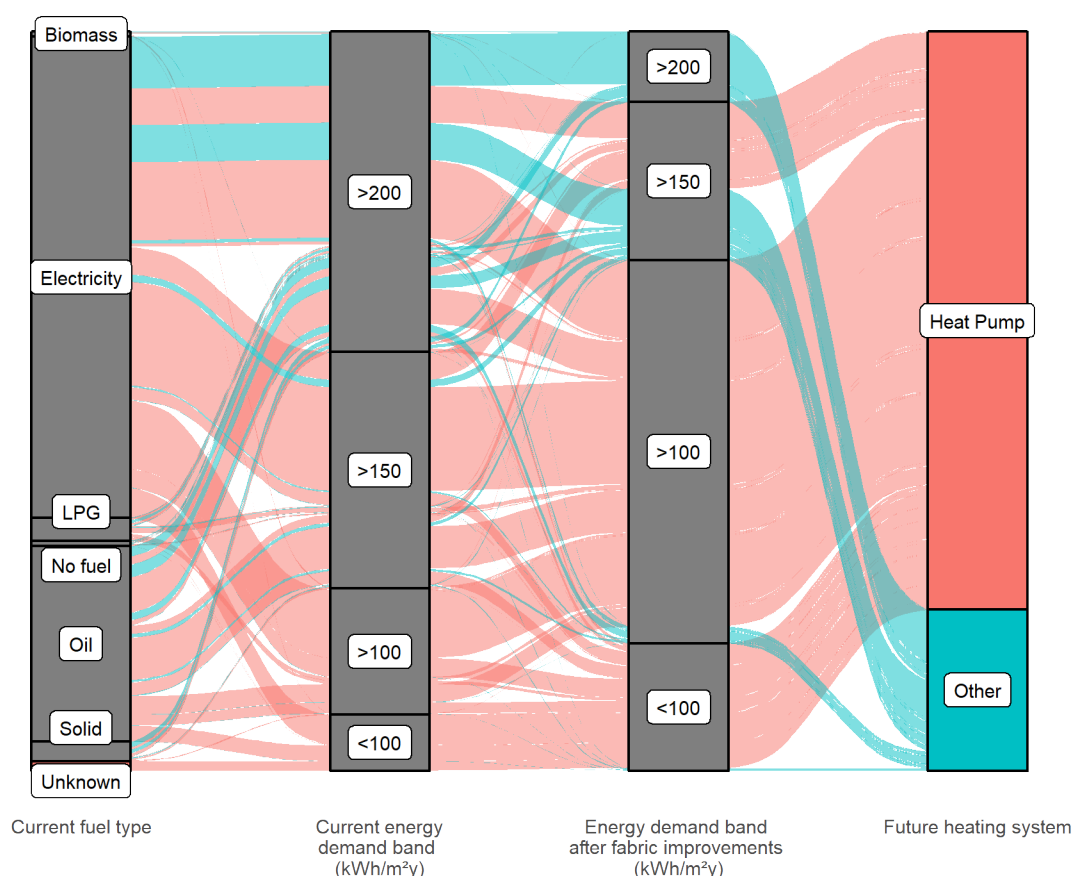 Biomass
Electricity
LPG
No fuel
Oil
Solid
Unknown
>200
>150
>100
<100
>200
>150
>100
<100
Heat Pump
Other
Current fuel type
Current energy
demand band
(kWh/m²y)
Energy demand band
after fabric improvements
(kWh/m²y)
Future heating system